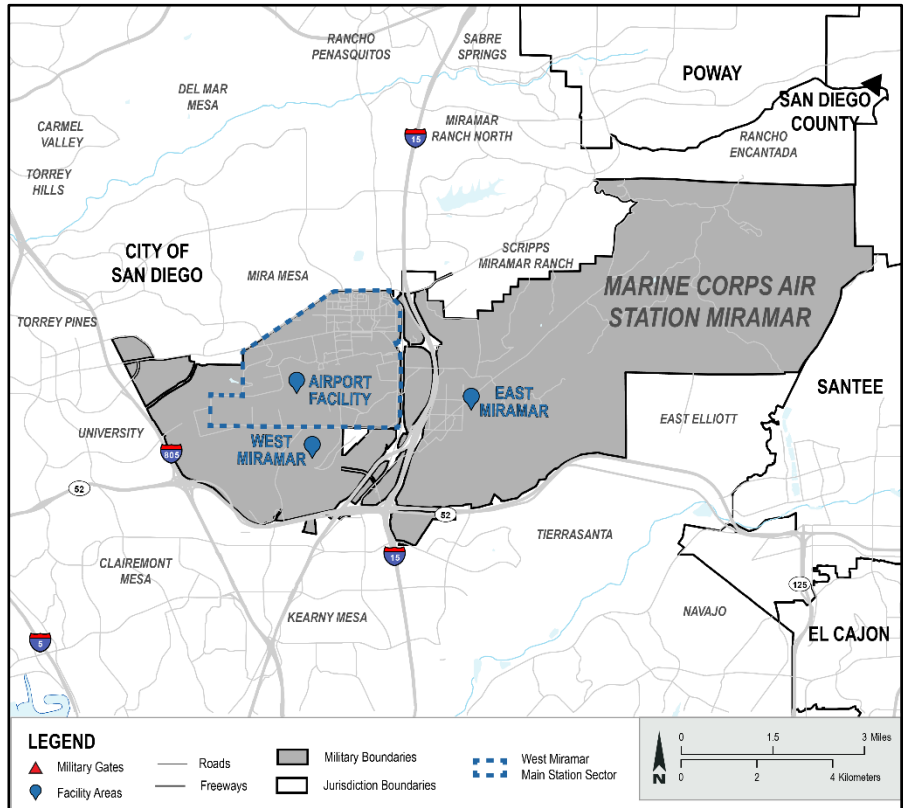 RANCHO
PENASQUITOS
SABRE
SPRINGS
POWAY
DEL MAR
MESA
SAN DIEGO
COUNTY
CARMEL
VALLEY
MIRAMAR
RANCH NORTH
15
RANCHO
ENCANTADA
TORREY
HILLS
CITY OF
SAN DIEGO
SCRIPPS
MIRAMAR RANCH
MIRA MESA
MARINE CORPS AIR
STATION MIRAMAR
TORREY PINES
AIRPORT
FACILITY
EAST
MIRAMAR
SANTEE
EAST ELLIOTT
UNIVERSITY
WEST
MIRAMAR
805
52
52
TIERRASANTA
15
CLAIREMONT
MESA
125
KEARNY MESA
NAVAJO
EL CAJON
5
LEGEND
Military Gates
Facility Areas
Roads
Freeways
Military Boundaries
Jurisdiction Boundaries
West Miramar
Main Station Sector
N
0 1.5 3 Miles
0 2 4 Kilometers